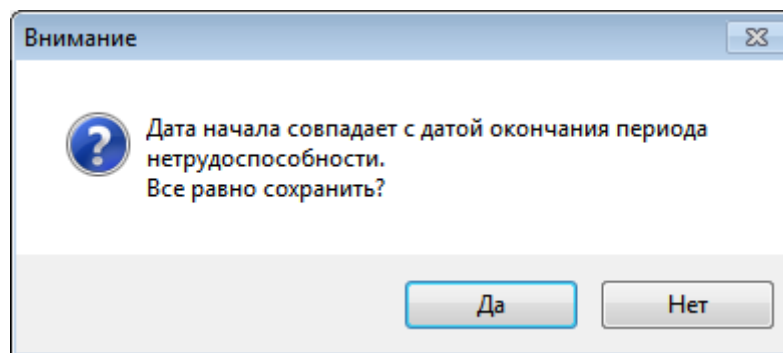 Внимание
Дата начала совпадает с датой окончания периода
нетрудоспособности.
Все равно сохранить?
Да
Нет